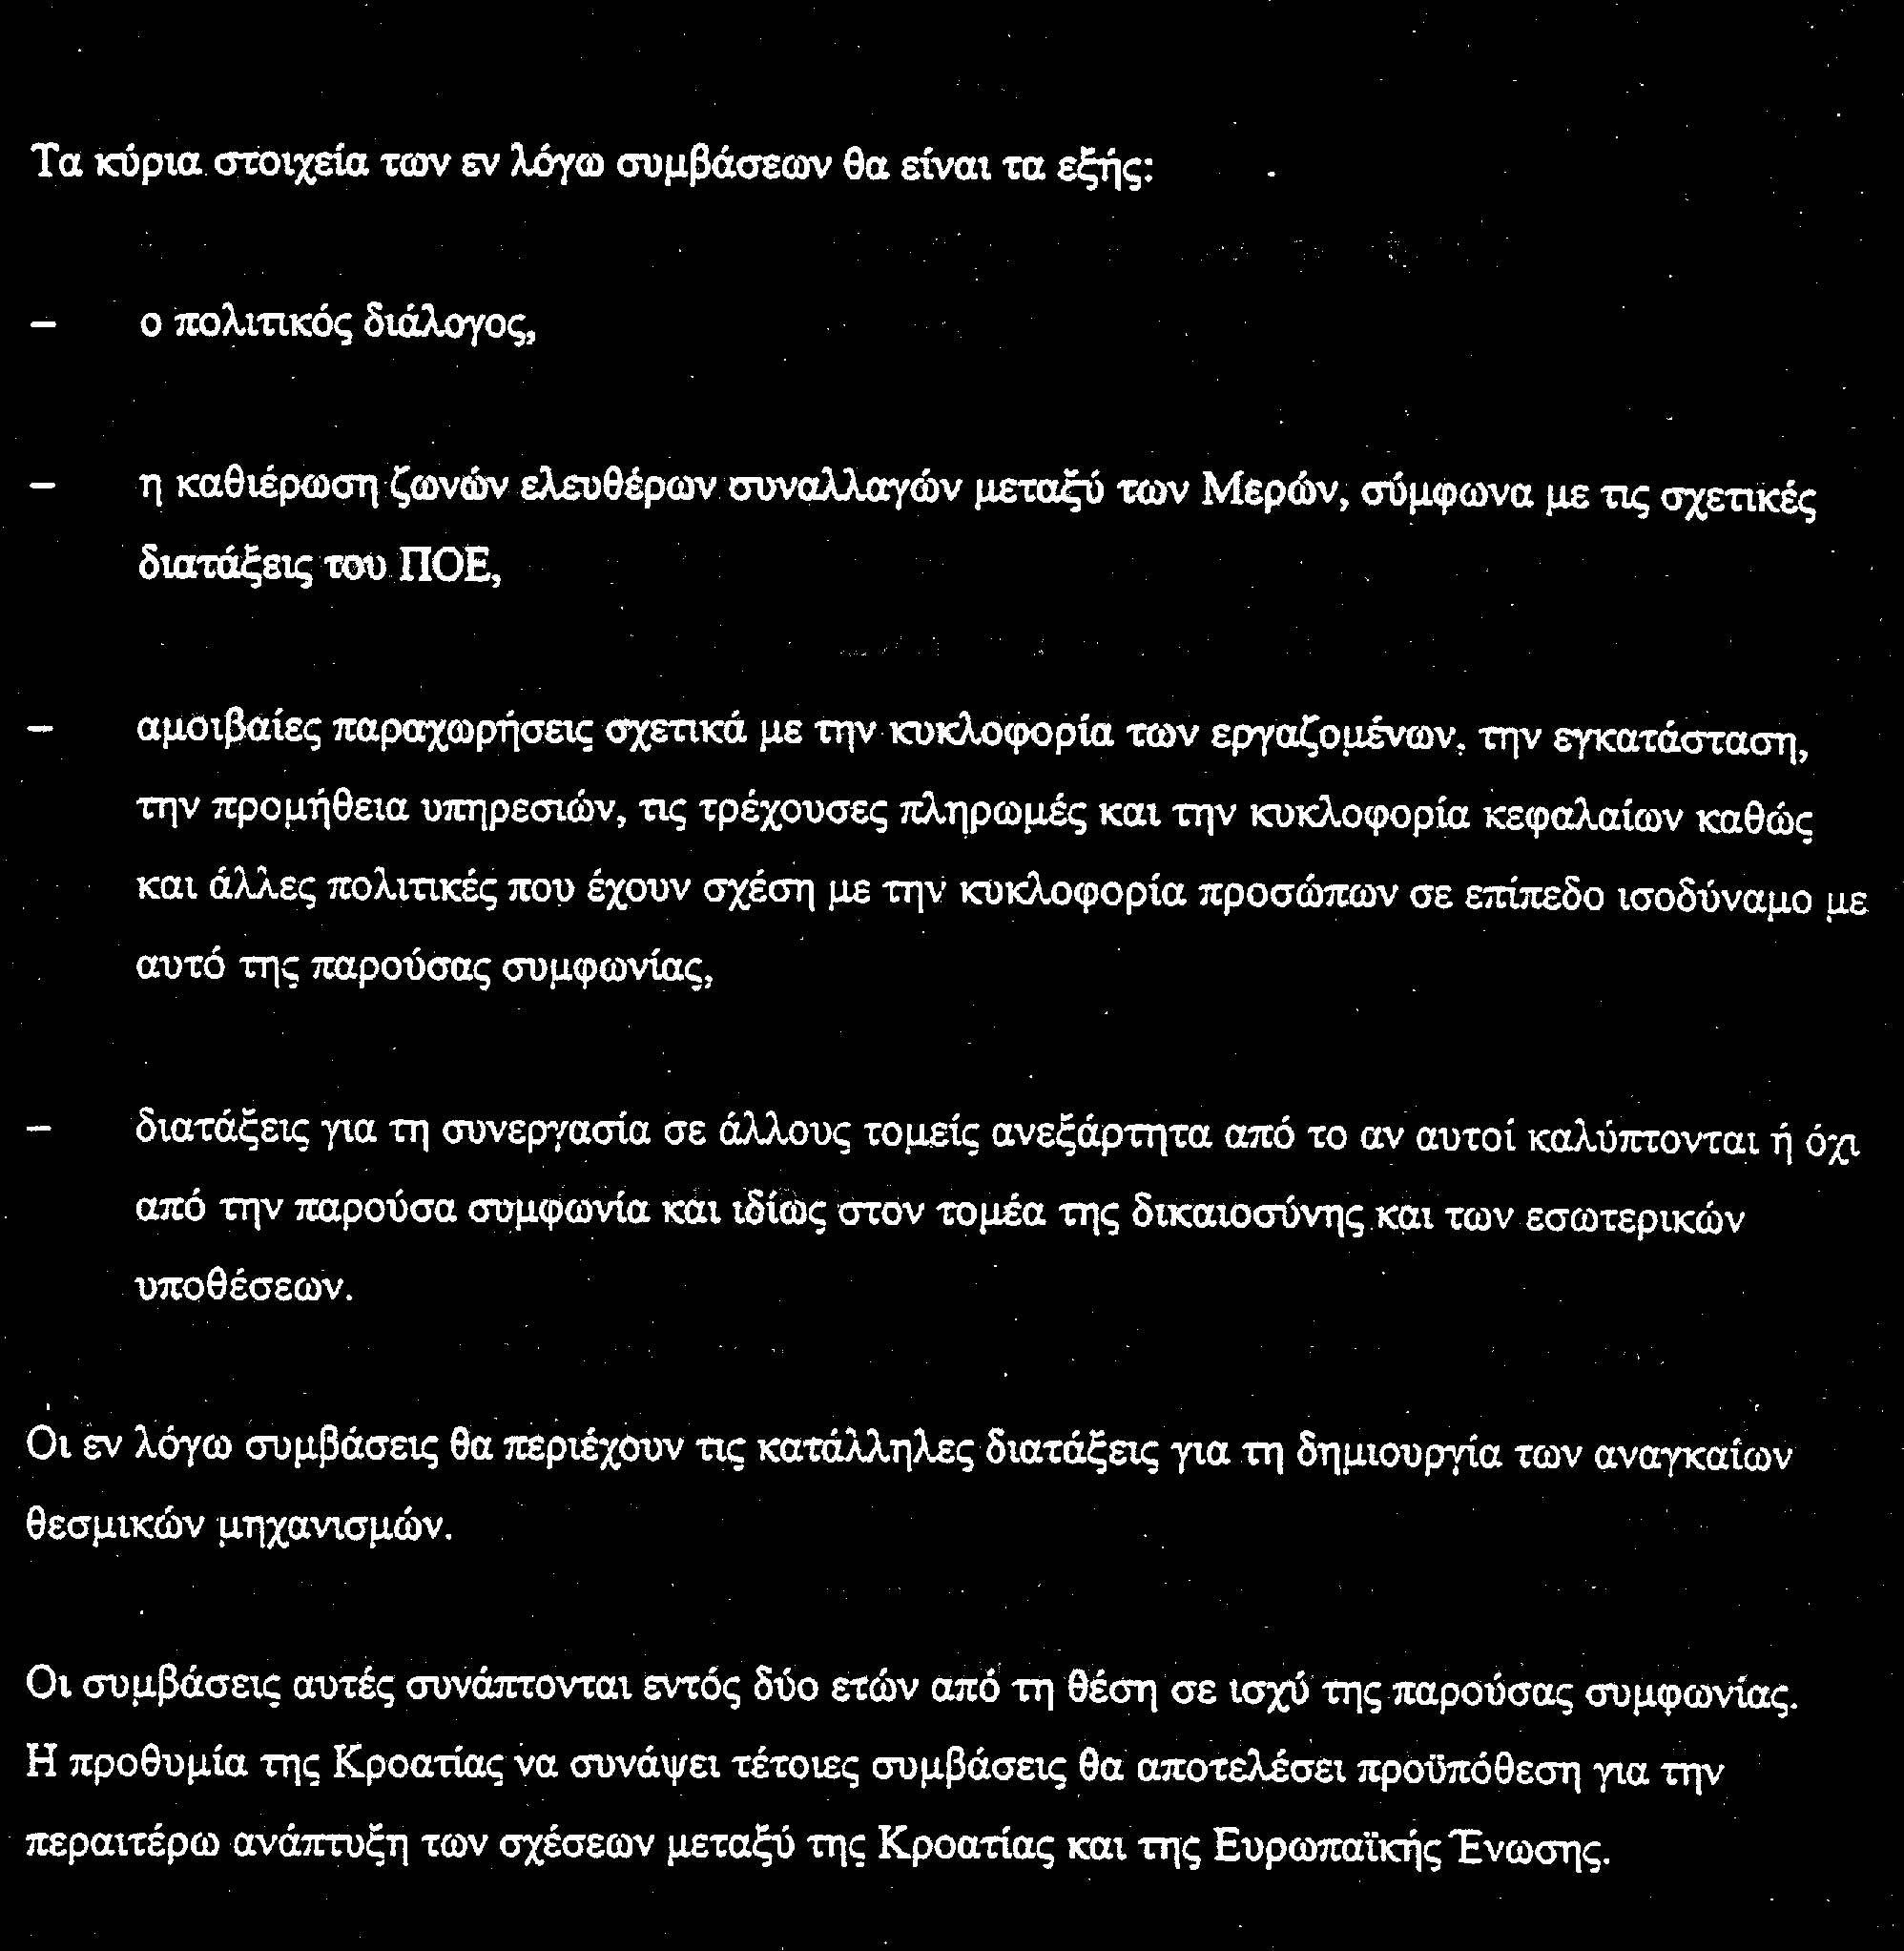 Τα κύρια στοιχεία των εν λόγω συμβάσεων θα είναι τα εξής:
– ο πολιτικός διάλογος,
– η καθιέρωση ζωνών ελευθέρων συναλλαγών μεταξύ των Μερών, σύμφωνα με τις σχετικές
διατάξεις του ΠΟΕ,
– αμοιβαίες παραχωρήσεις σχετικά με την κυκλοφορία των εργαζομένων, την εγκατάσταση,
την προμήθεια υπηρεσιών, τις τρέχουσες πληρωμές και την κυκλοφορία κεφαλαίων καθώς
και άλλες πολιτικές που έχουν σχέση με την κυκλοφορία προσώπων σε επίπεδο ισοδύναμο με
αυτό της παρούσας συμφωνίας,
– διατάξεις για τη συνεργασία σε άλλους τομείς ανεξάρτητα από το αν αυτοί καλύπτονται ή όχι
από την παρούσα συμφωνία και ιδίως στον τομέα της δικαιοσύνης και των εσωτερικών
υποθέσεων.
Οι εν λόγω συμβάσεις θα περιέχουν τις κατάλληλες διατάξεις για τη δημιουργία των αναγκαίων
θεσμικών μηχανισμών.
Οι συμβάσεις αυτές συνάπτονται εντός δύο ετών από τη θέση σε ισχύ της παρούσας συμφωνίας.
Η προθυμία της Κροατίας να συνάψει τέτοιες συμβάσεις θα αποτελέσει προϋπόθεση για την
περαιτέρω ανάπτυξη των σχέσεων μεταξύ της Κροατίας και της Ευρωπαϊκής Ένωσης.